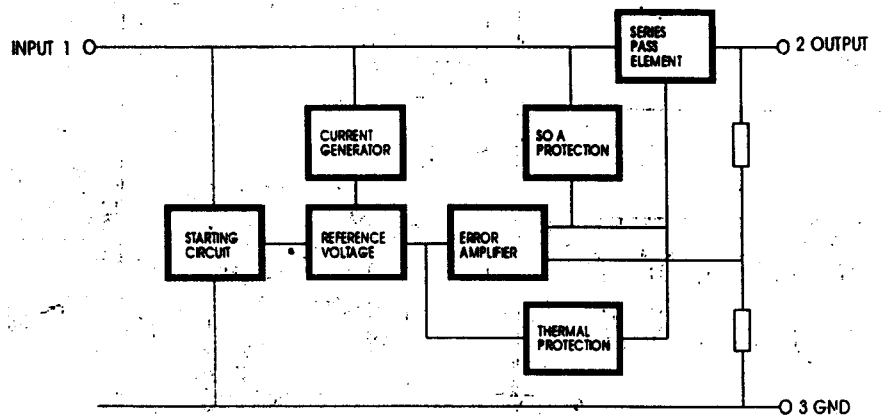 INPUT 1
SERIES
PASS
ELEMENT
2 OUTPUT
CURRENT
GENERATOR
SO A
PROTECTION
STARTING
CIRCUIT
REFERENCE
VOLTAGE
ERROR
AMPLIFIER
THERMAL
PROTECTION
3 GND